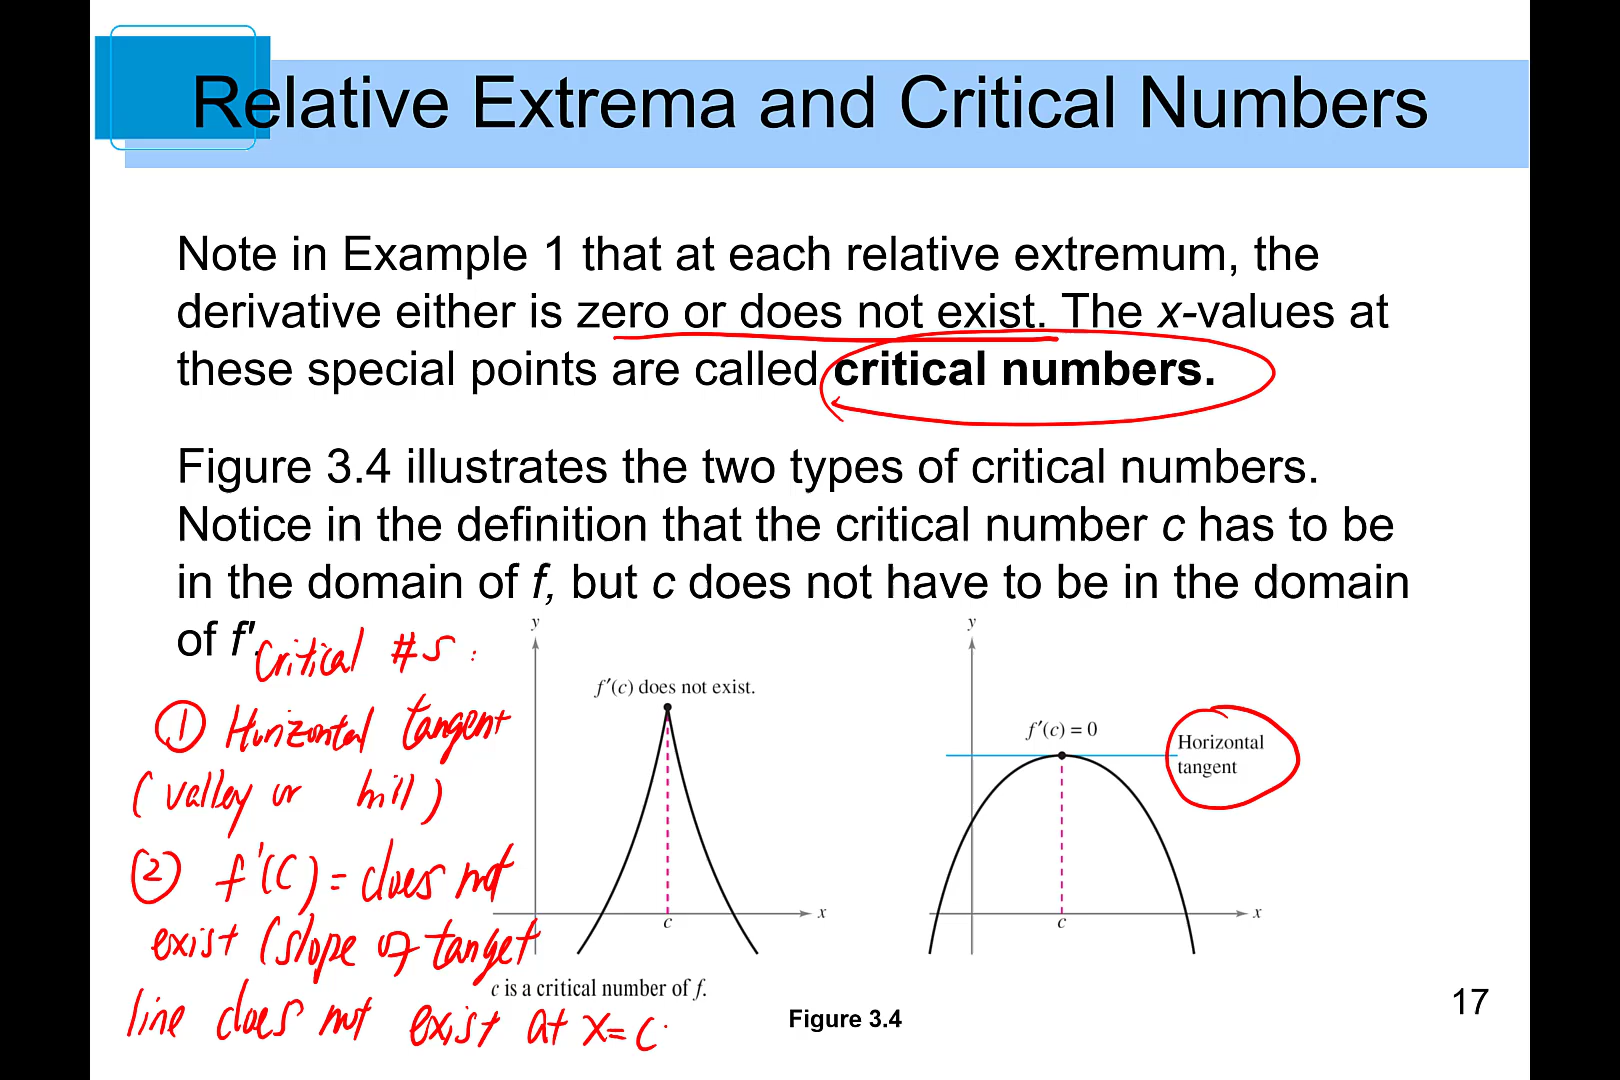 Relative Extrema and Critical Numbers
Note in Example 1 that at each relative extremum, the
derivative either is zero or does not exist. The x-values at
these special points are called critical numbers.
Figure 3.4 illustrates the two types of critical numbers.
Notice in the definition that the critical number c has to be
in the domain of f, but c does not have to be in the domain
of f'.
Critical #s :
① Horizontal tangent
(valley or hill)
② f'(c) = does not
exist (slope of tanget
line does not exist at x=c.
y
f'(c) does not exist.
c
x
c is a critical number of f.
y
f'(c) = 0
Horizontal
tangent
c
x
Figure 3.4
17